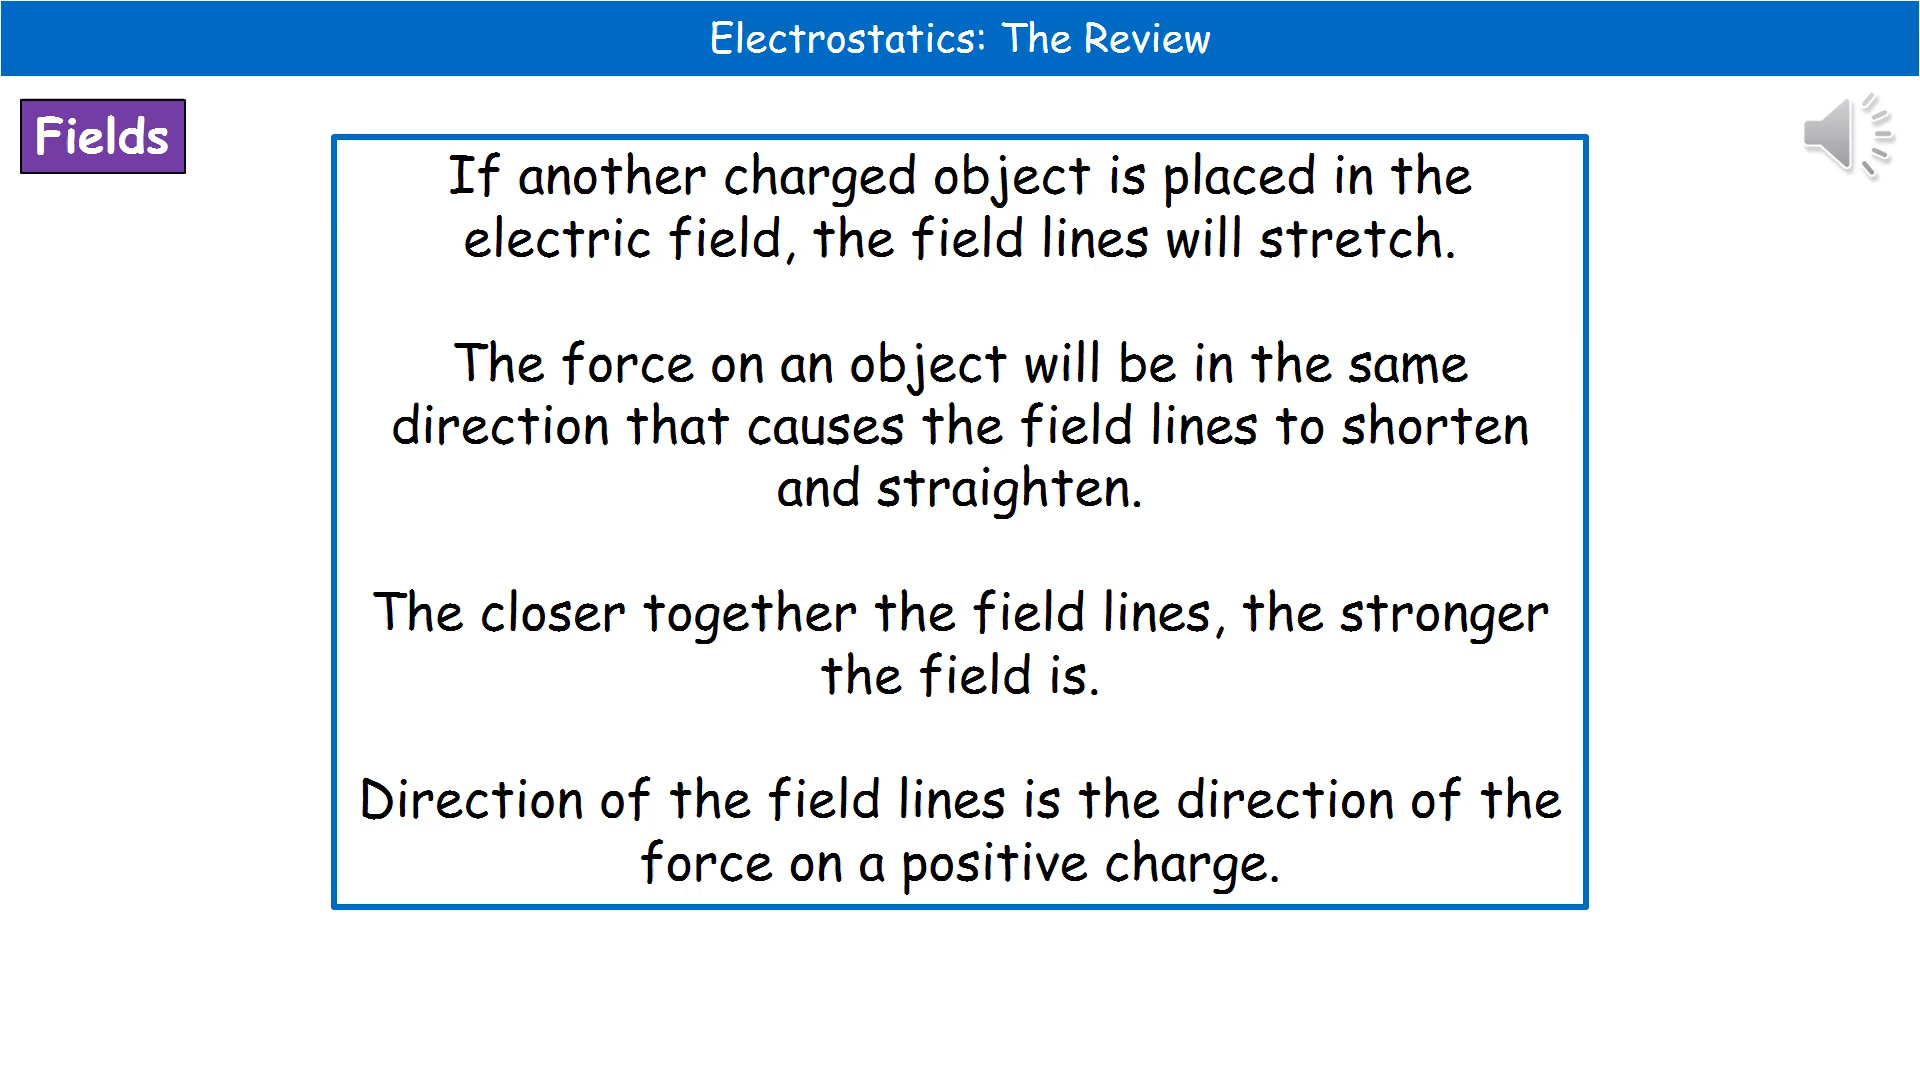 Electrostatics: The Review
Fields
If another charged object is placed in the
electric field, the field lines will stretch.
The force on an object will be in the same
direction that causes the field lines to shorten
and straighten.
The closer together the field lines, the stronger
the field is.
Direction of the field lines is the direction of the
force on a positive charge.